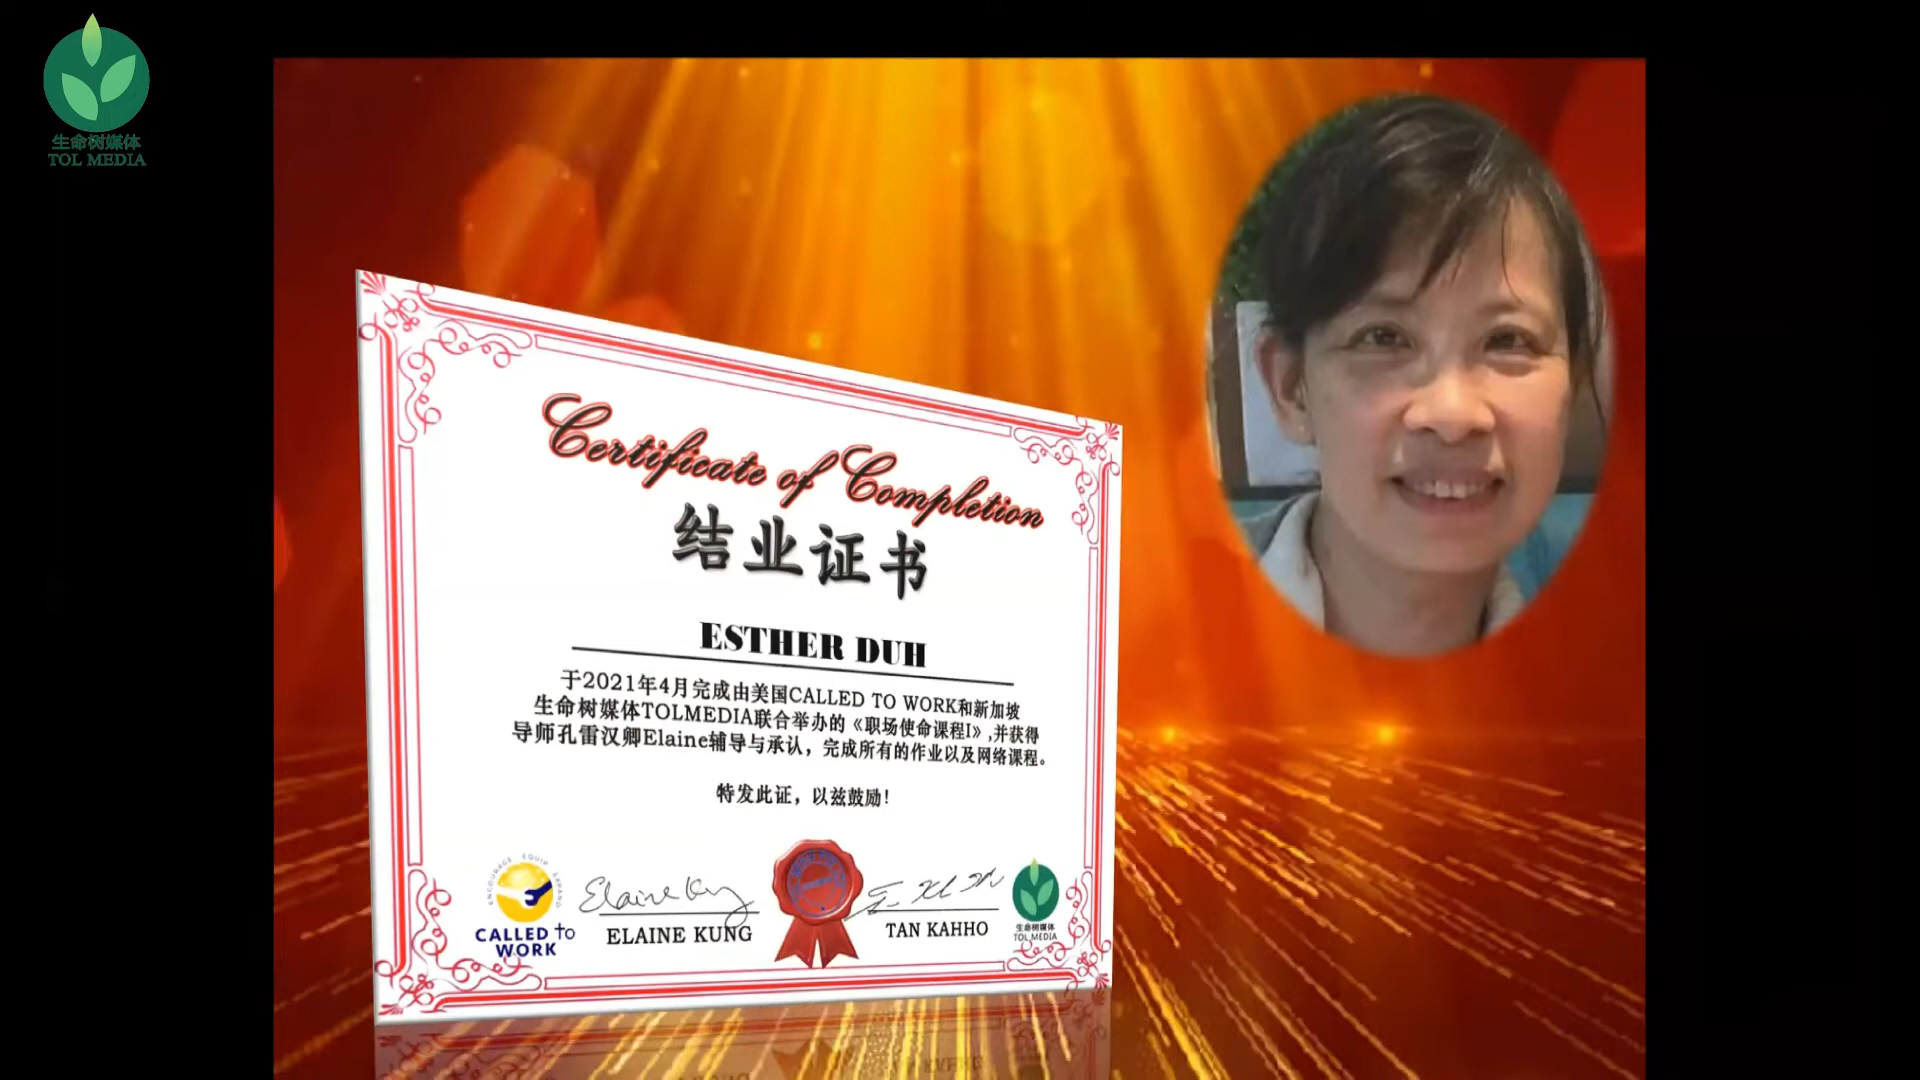 生命树媒体
TOL MEDIA
Certificate of Completion
结业证书
ESTHER DUH
于2021年4月完成由美国CALLED TO WORK和新加坡
生命树媒体TOLMEDIA联合举办的《职场使命课程I》,并获得
导师孔雷汉卿Elaine辅导与承认，完成所有的作业以及网络课程。
特发此证，以兹鼓励！
ENCOURAGE EQUIP EXPAND
CALLED to
WORK
Elaine Kung
ELAINE KUNG
TAN KAHHO
生命树媒体
TOL MEDIA